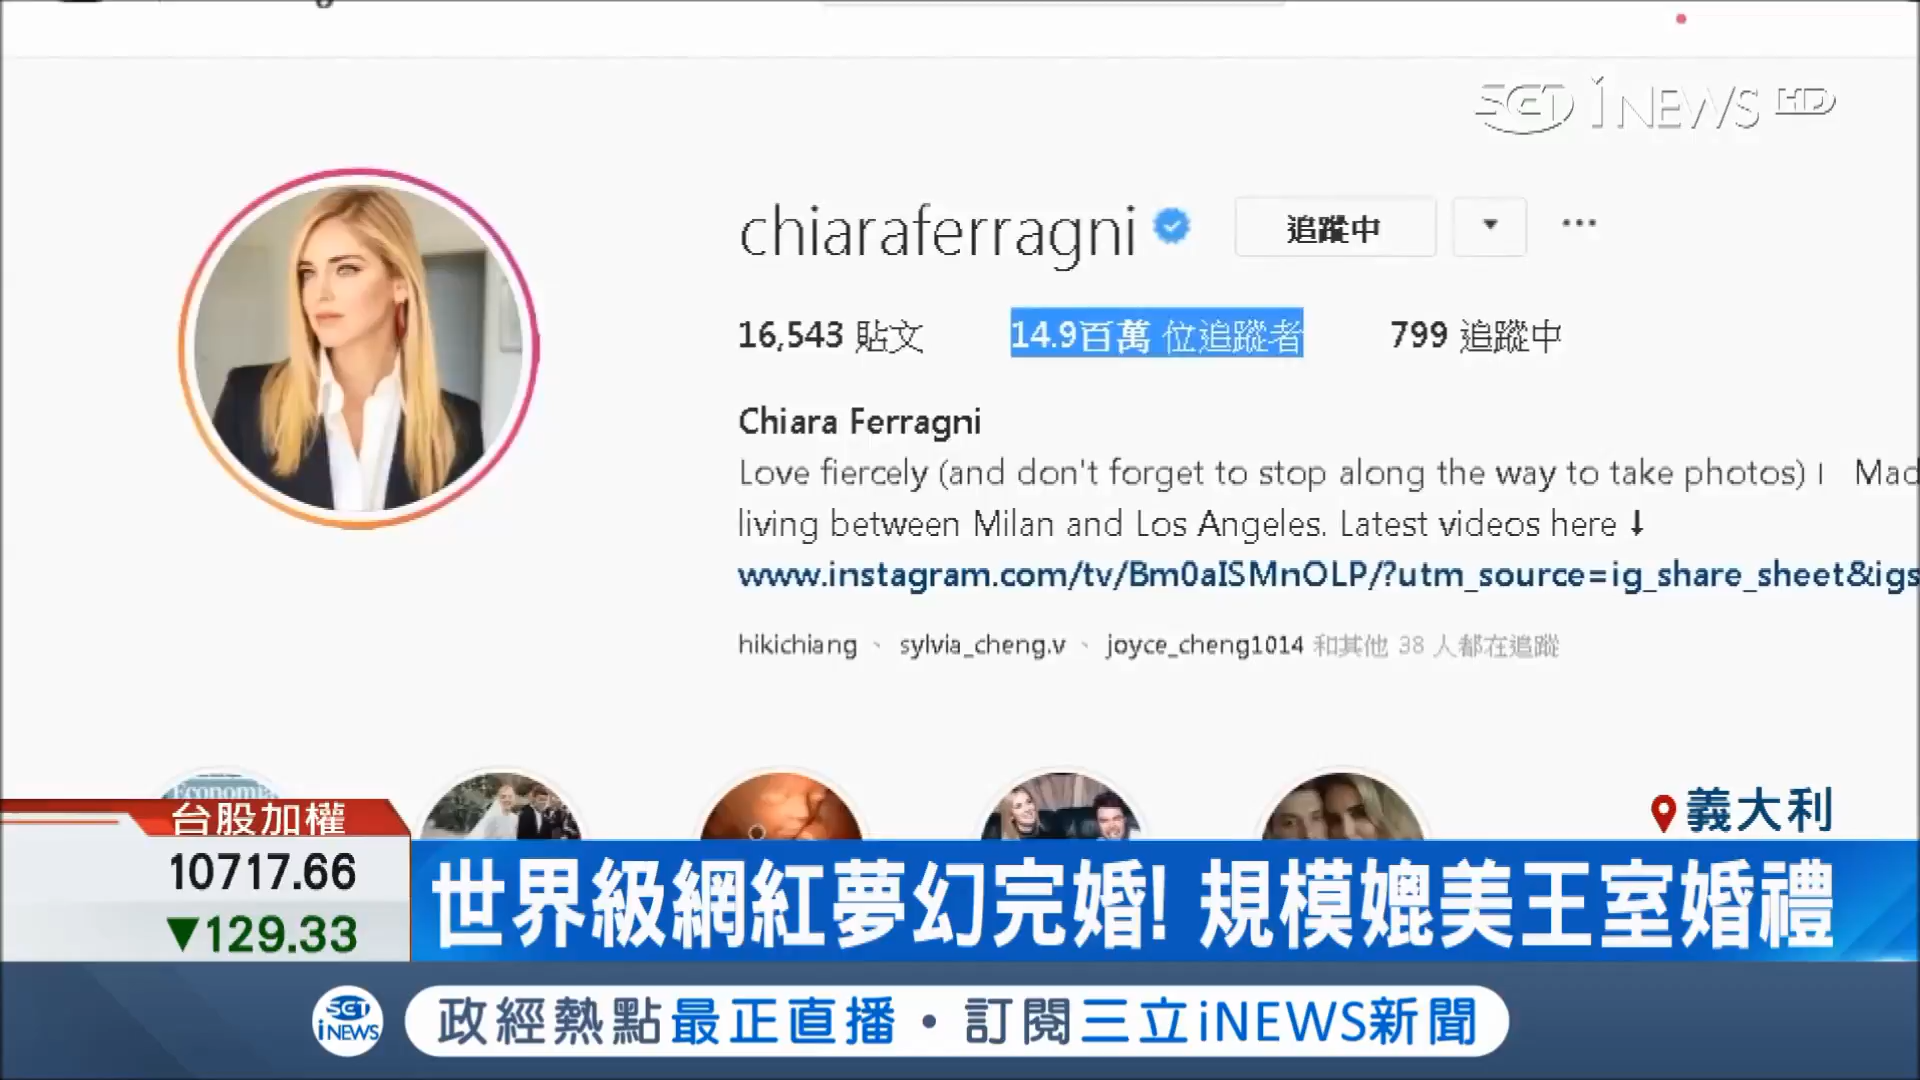 SET iNEWS HD
chiaraferragni 追蹤中
16,543 貼文 14.9百萬 位追蹤者 799 追蹤中
Chiara Ferragni
Love fiercely (and don't forget to stop along the way to take photos) | Mad
living between Milan and Los Angeles. Latest videos here ⬇
www.instagram.com/tv/Bm0aISMnOLP/?utm_source=ig_share_sheet&igs
hikichiang、sylvia_cheng.v、joyce_cheng1014 和其他 38 人都在追蹤
Economia
義大利
台股加權
10717.66
▼129.33
世界級網紅夢幻完婚! 規模媲美王室婚禮
SET iNEWS
政經熱點最正直播・訂閱三立iNEWS新聞